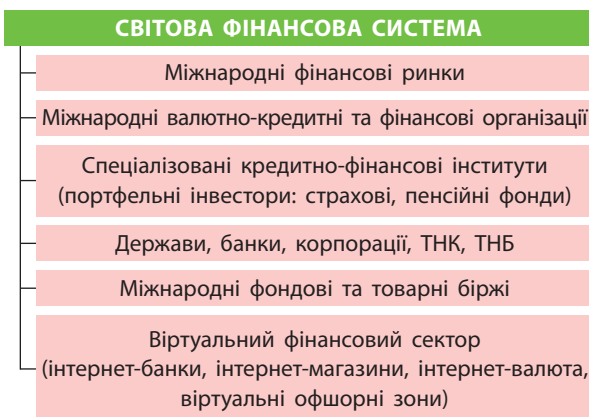 СВІТОВА ФІНАНСОВА СИСТЕМА
Міжнародні фінансові ринки
Міжнародні валютно-кредитні та фінансові організації
Спеціалізовані кредитно-фінансові інститути
(портфельні інвестори: страхові, пенсійні фонди)
Держави, банки, корпорації, ТНК, ТНБ
Міжнародні фондові та товарні біржі
Віртуальний фінансовий сектор
(інтернет-банки, інтернет-магазини, інтернет-валюта,
віртуальні офшорні зони)